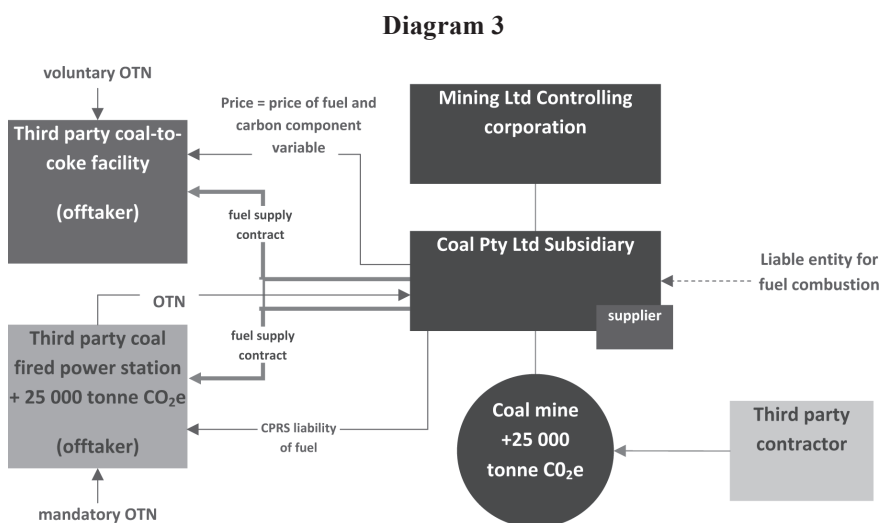 Diagram 3
voluntary OTN
Third party coal-to-
coke facility
(offtaker)
Price = price of fuel and
carbon component
variable
Mining Ltd Controlling
corporation
fuel supply
contract
Coal Pty Ltd Subsidiary
supplier
Liable entity for
fuel combustion
OTN
Third party coal
fired power station
+ 25 000 tonne CO₂e
(offtaker)
fuel supply
contract
CPRS liability
of fuel
mandatory OTN
Coal mine
+25 000
tonne C0₂e
Third party
contractor